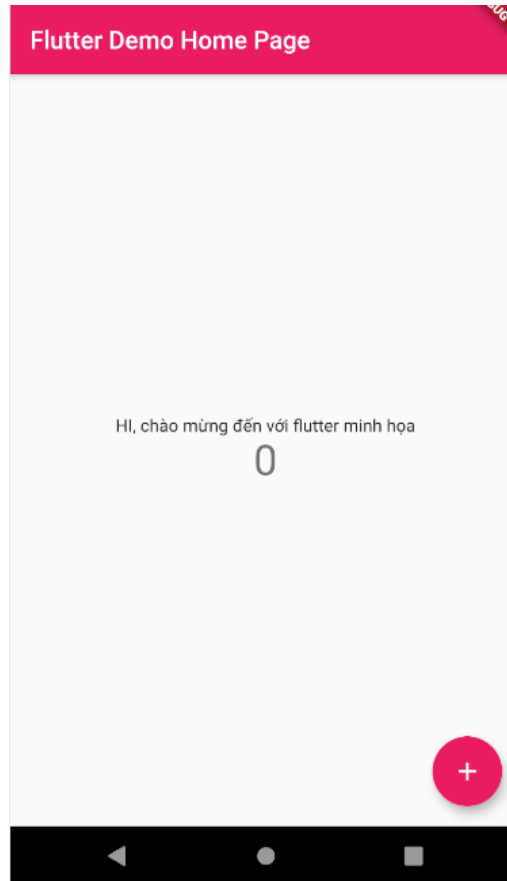 Flutter Demo Home Page
HI, chào mừng đến với flutter minh họa
0
+